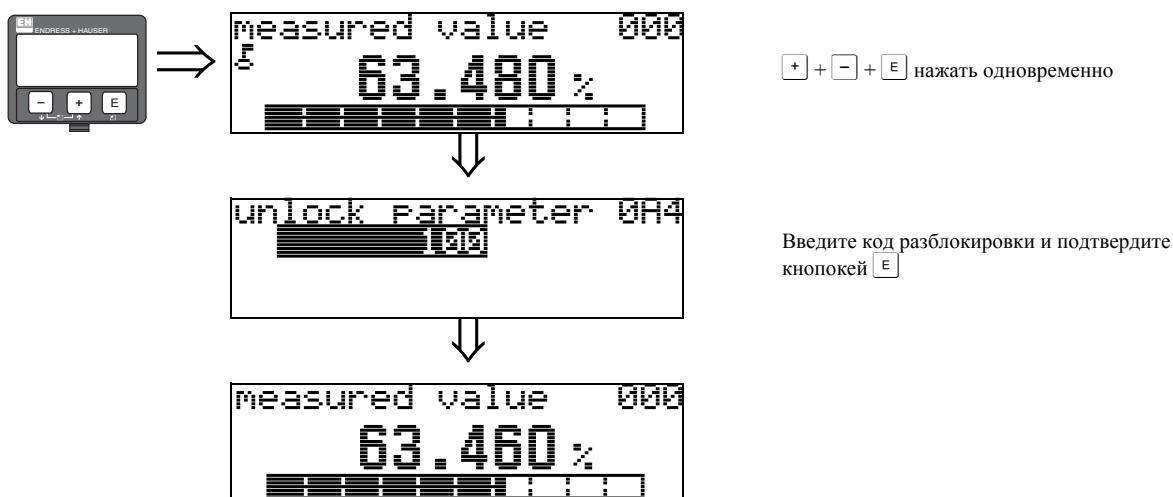 EH
ENDRESS + HAUSER
- + E
measured value 000
63.480 %
+ + - + E нажать одновременно
unlock parameter 0A4
100
Введите код разблокировки и подтвердите
кнопокей E
measured value 000
63.460 %